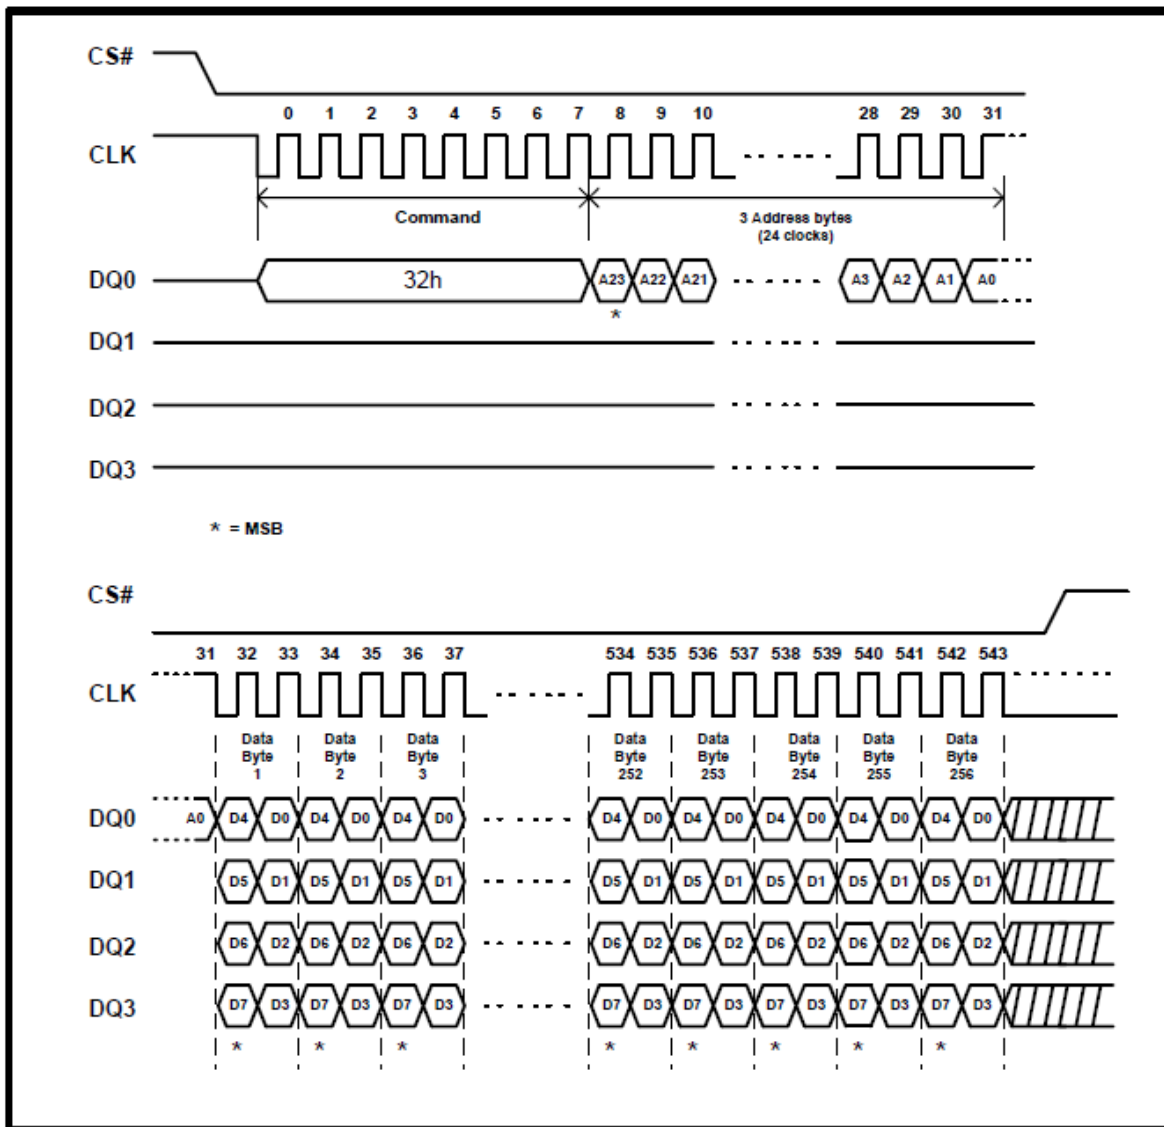 CS#
0 1 2 3 4 5 6 7 8 9 10 28 29 30 31
CLK
Command
3 Address bytes
(24 clocks)
DQ0 32h A23 A22 A21 A3 A2 A1 A0
*
DQ1
DQ2
DQ3
* = MSB
CS#
31 32 33 34 35 36 37 534 535 536 537 538 539 540 541 542 543
CLK
Data Data Data Data Data Data Data Data
Byte Byte Byte Byte Byte Byte Byte Byte
1 2 3 252 253 254 255 256
DQ0 A0 D4 D0 D4 D0 D4 D0 D4 D0 D4 D0 D4 D0 D4 D0 D4 D0
DQ1 D5 D1 D5 D1 D5 D1 D5 D1 D5 D1 D5 D1 D5 D1 D5 D1
DQ2 D6 D2 D6 D2 D6 D2 D6 D2 D6 D2 D6 D2 D6 D2 D6 D2
DQ3 D7 D3 D7 D3 D7 D3 D7 D3 D7 D3 D7 D3 D7 D3 D7 D3
* * * * * * * *